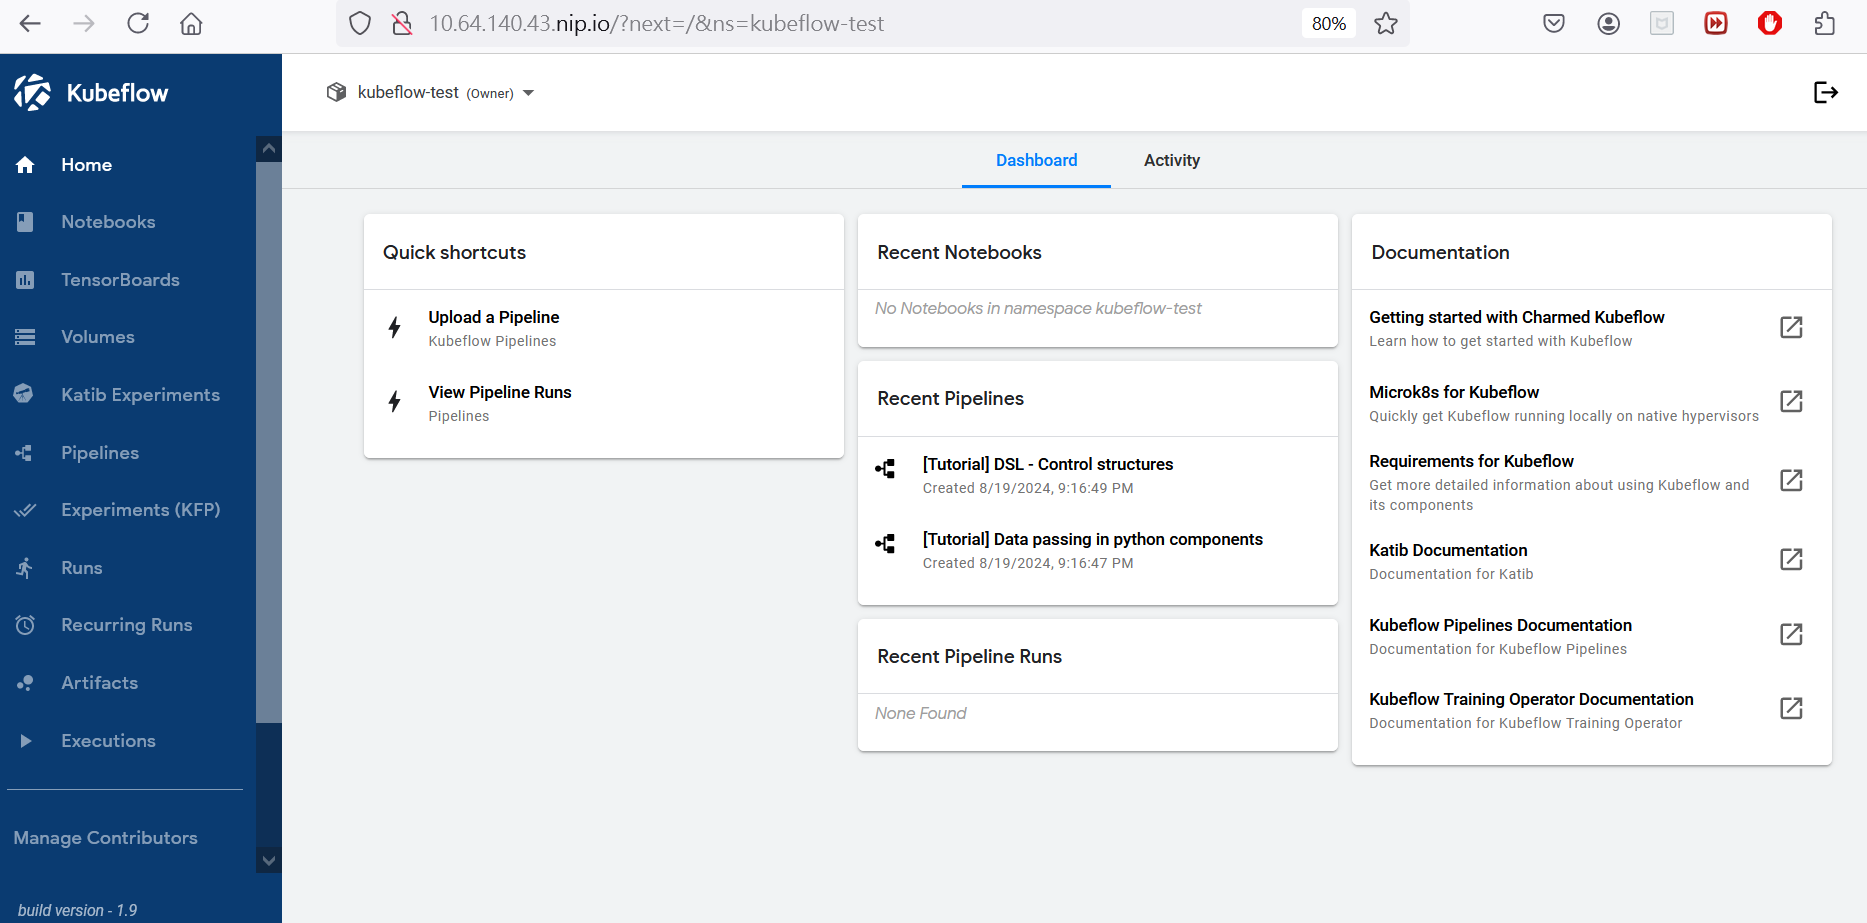 10.64.140.43.nip.io/?next=/&ns=kubeflow-test
80%
Kubeflow
kubeflow-test (Owner)
Home
Notebooks
TensorBoards
Volumes
Katib Experiments
Pipelines
Experiments (KFP)
Runs
Recurring Runs
Artifacts
Executions
Manage Contributors
build version - 1.9
Dashboard
Activity
Quick shortcuts
Upload a Pipeline
Kubeflow Pipelines
View Pipeline Runs
Pipelines
Recent Notebooks
No Notebooks in namespace kubeflow-test
Recent Pipelines
[Tutorial] DSL - Control structures
Created 8/19/2024, 9:16:49 PM
[Tutorial] Data passing in python components
Created 8/19/2024, 9:16:47 PM
Recent Pipeline Runs
None Found
Documentation
Getting started with Charmed Kubeflow
Learn how to get started with Kubeflow
Microk8s for Kubeflow
Quickly get Kubeflow running locally on native hypervisors
Requirements for Kubeflow
Get more detailed information about using Kubeflow and
its components
Katib Documentation
Documentation for Katib
Kubeflow Pipelines Documentation
Documentation for Kubeflow Pipelines
Kubeflow Training Operator Documentation
Documentation for Kubeflow Training Operator